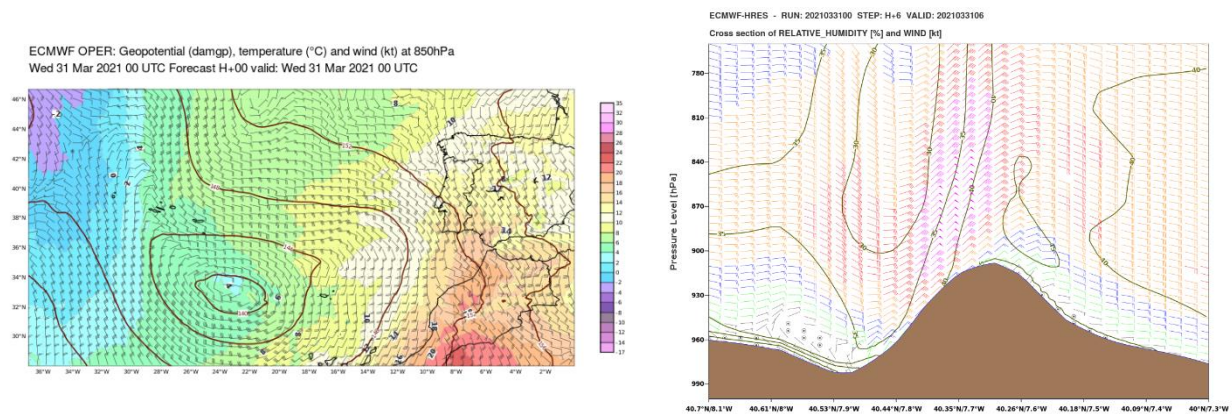 ECMWF OPER: Geopotential (damgp), temperature (°C) and wind (kt) at 850hPa
Wed 31 Mar 2021 00 UTC Forecast H+00 valid: Wed 31 Mar 2021 00 UTC
46°N
44°N
42°N
40°N
38°N
36°N
34°N
32°N
30°N
36°W 34°W 32°W 30°W 28°W 26°W 24°W 22°W 20°W 18°W 16°W 14°W 12°W 10°W 8°W 6°W 4°W 2°W
35
32
30
28
26
24
22
20
18
16
14
12
10
8
6
4
2
0
-2
-4
-6
-8
-10
-12
-14
-17
ECMWF-HRES - RUN: 2021033100 STEP: H+6 VALID: 2021033106
Cross section of RELATIVE_HUMIDITY [%] and WIND [kt]
Pressure Level [hPa]
780
810
840
870
900
930
960
990
40.7°N/8.1°W 40.61°N/8°W 40.53°N/7.9°W 40.44°N/7.8°W 40.35°N/7.7°W 40.26°N/7.6°W 40.18°N/7.5°W 40.09°N/7.4°W 40°N/7.3°W